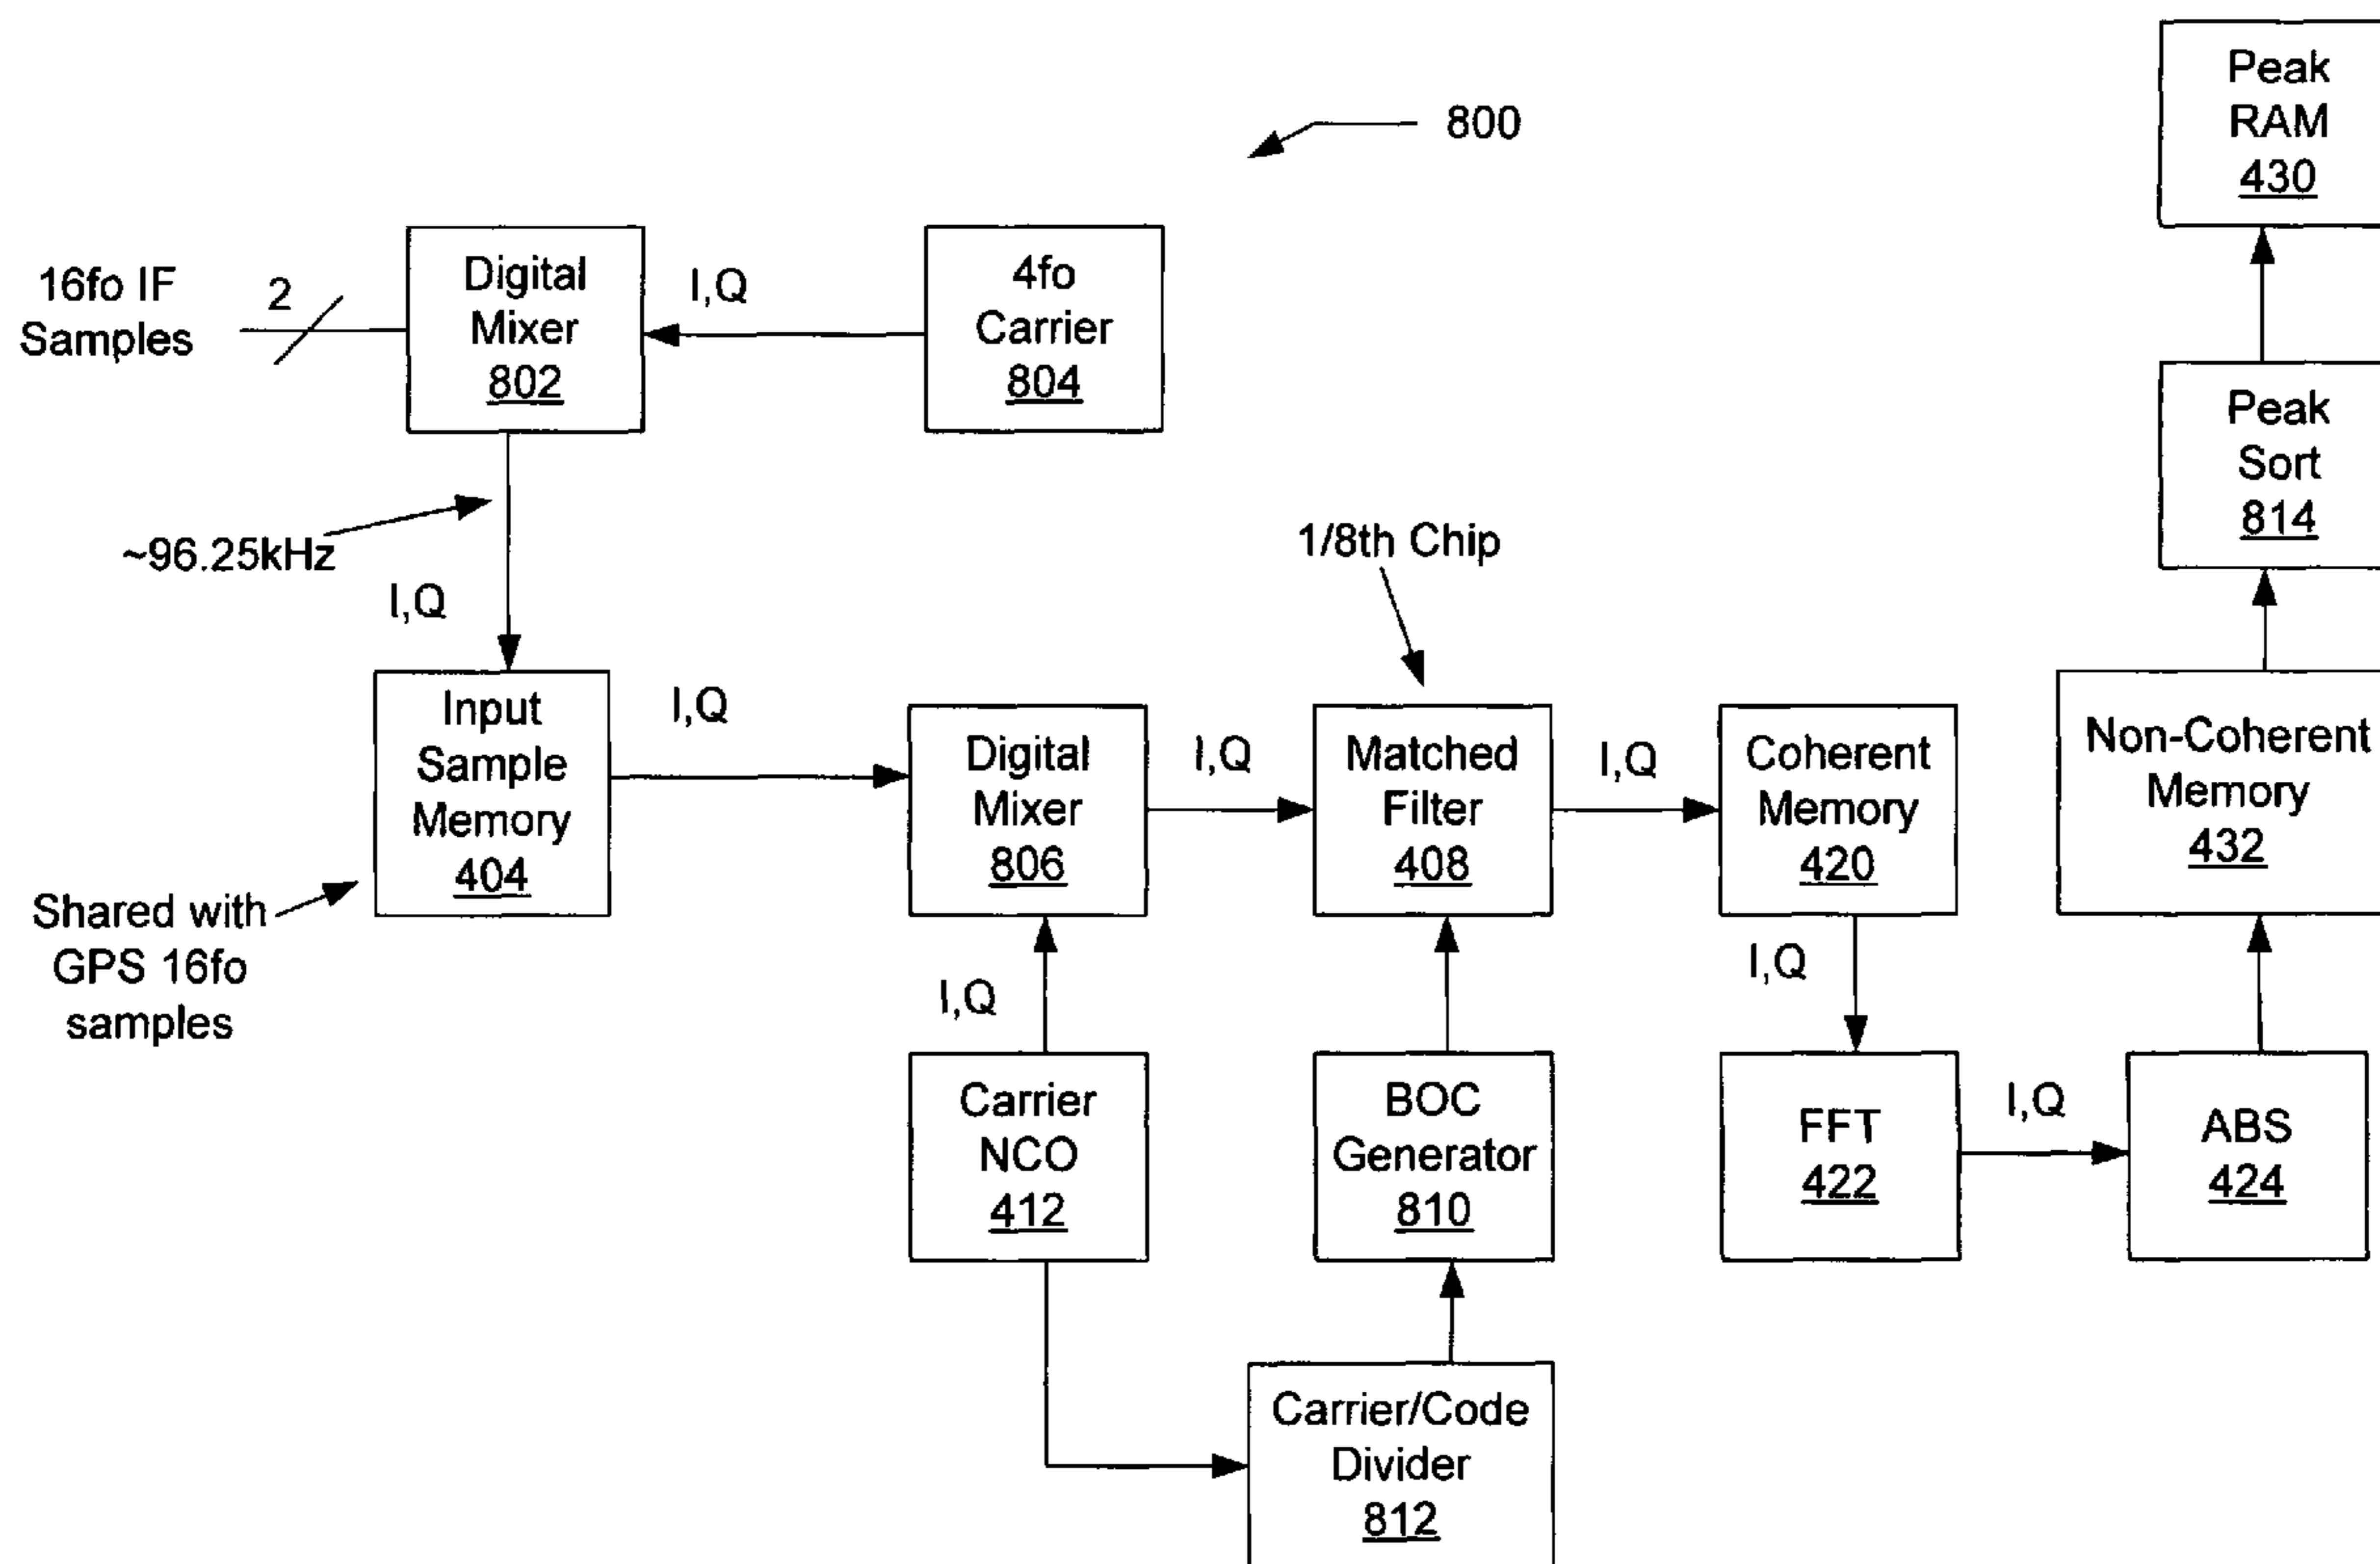 Peak
RAM
430
800
16fo IF
Samples
2
Digital
Mixer
802
I,Q
4fo
Carrier
804
Peak
Sort
814
~96.25kHz
I,Q
1/8th Chip
Input
Sample
Memory
404
I,Q
Digital
Mixer
806
I,Q
Matched
Filter
408
I,Q
Coherent
Memory
420
Non-Coherent
Memory
432
Shared with
GPS 16fo
samples
I,Q
I,Q
Carrier
NCO
412
BOC
Generator
810
FFT
422
I,Q
ABS
424
Carrier/Code
Divider
812